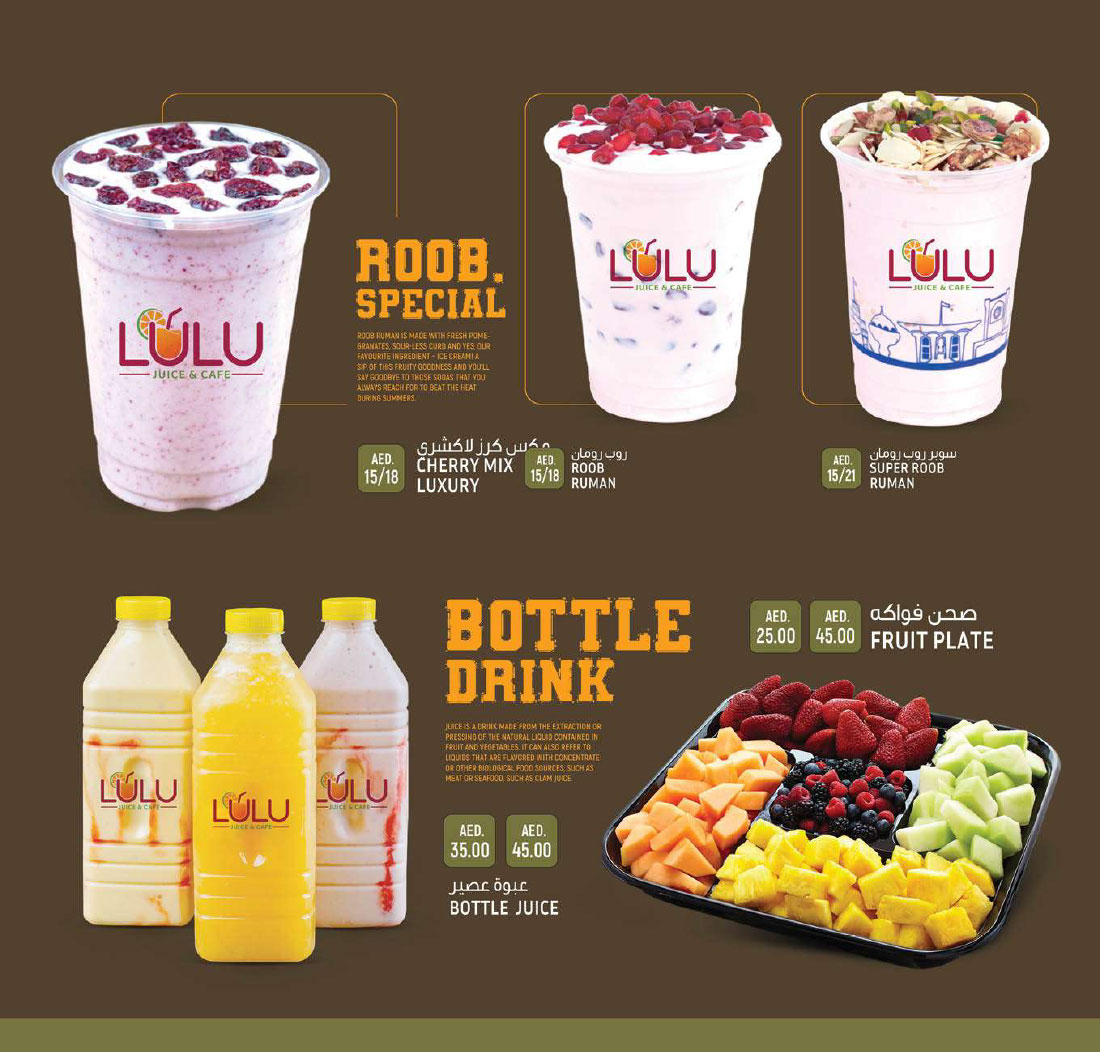 LULU
JUICE & CAFE
ROOB.
SPECIAL
ROOB RUMAN IS MADE WITH FRESH POME-
GRANATES, SOUR-LESS CURD AND YES, OUR
FAVOURITE INGREDIENT - ICE CREAM! A
SIP OF THIS FRUITY GOODNESS AND YOU'LL
SAY GOODBYE TO THOSE SODAS THAT YOU
ALWAYS REACH FOR TO BEAT THE HEAT
DURING SUMMERS.
LULU
JUICE & CAFE
LULU
JUICE & CAFE
AED.
15/18
مكس كرز لاكشري
CHERRY MIX
LUXURY
AED.
15/18
روب رومان
ROOB
RUMAN
AED.
15/21
سوبر روب رومان
SUPER ROOB
RUMAN
BOTTLE
DRINK
JUICE IS A DRINK MADE FROM THE EXTRACTION OR
PRESSING OF THE NATURAL LIQUID CONTAINED IN
FRUIT AND VEGETABLES. IT CAN ALSO REFER TO
LIQUIDS THAT ARE FLAVORED WITH CONCENTRATE
OR OTHER BIOLOGICAL FOOD SOURCES, SUCH AS
MEAT OR SEAFOOD, SUCH AS CLAM JUICE.
LULU
JUICE & CAFE
LULU
JUICE & CAFE
LULU
JUICE & CAFE
AED.
35.00
AED.
45.00
عبوة عصير
BOTTLE JUICE
AED.
25.00
AED.
45.00
صحن فواكه
FRUIT PLATE